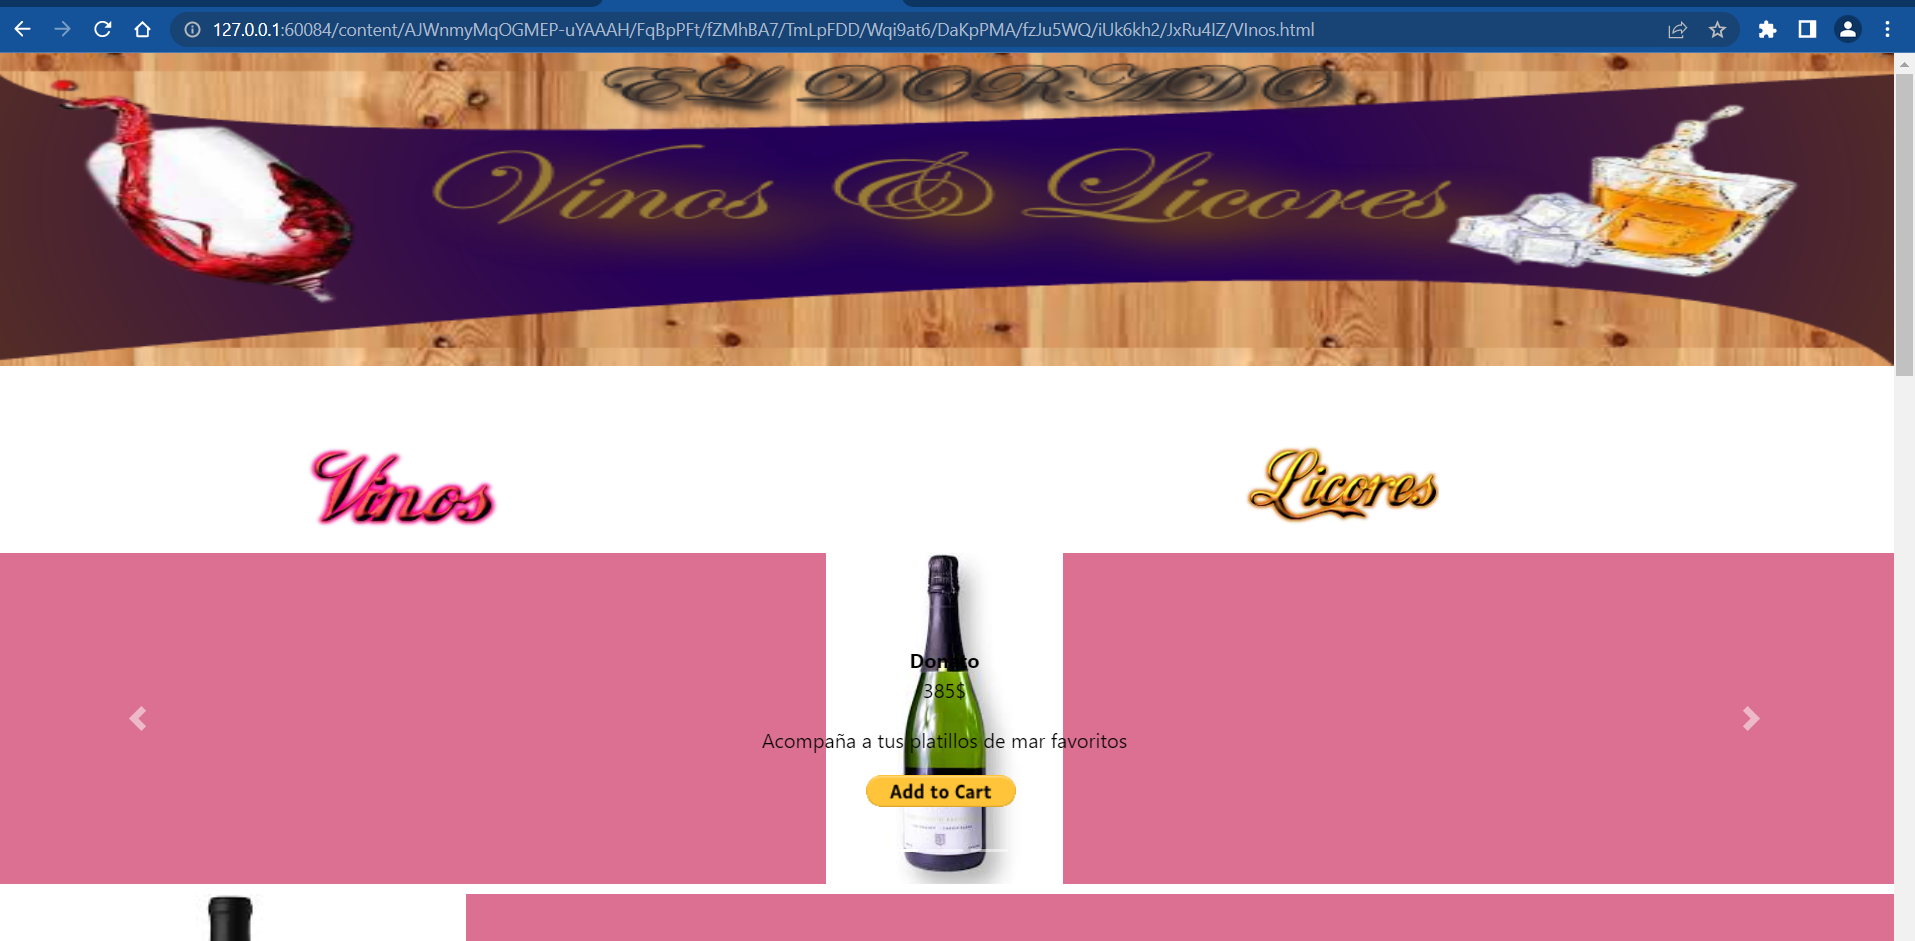 127.0.0.1:60084/content/AJWnmyMqOGMEP-uYAAAH/FqBpPFt/fZMhBA7/TmLpFDD/Wqi9at6/DaKpPMA/fzJu5WQ/iUk6kh2/JxRu4IZ/VInos.html
EL DORADO
Vinos & Licores
Vinos
Licores
385$
Acompaña a tus platillos de mar favoritos
Add to Cart